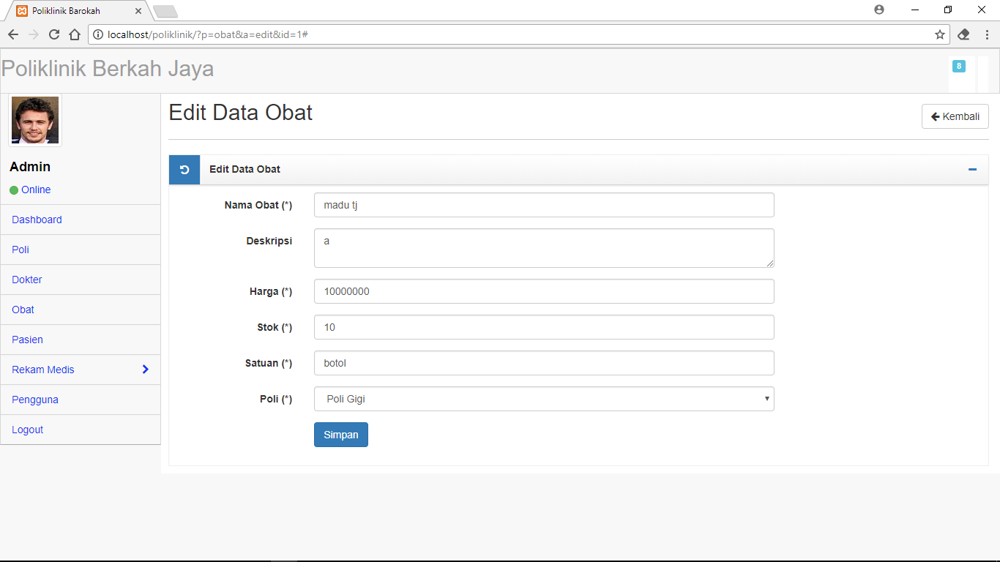 Poliklinik Barokah
localhost/poliklinik/?p=obat&a=edit&id=1#
Poliklinik Berkah Jaya
8
Admin
Online
Dashboard
Poli
Dokter
Obat
Pasien
Rekam Medis
Pengguna
Logout
Edit Data Obat
Kembali
Edit Data Obat
Nama Obat (*) madu tj
Deskripsi a
Harga (*) 10000000
Stok (*) 10
Satuan (*) botol
Poli (*) Poli Gigi
Simpan